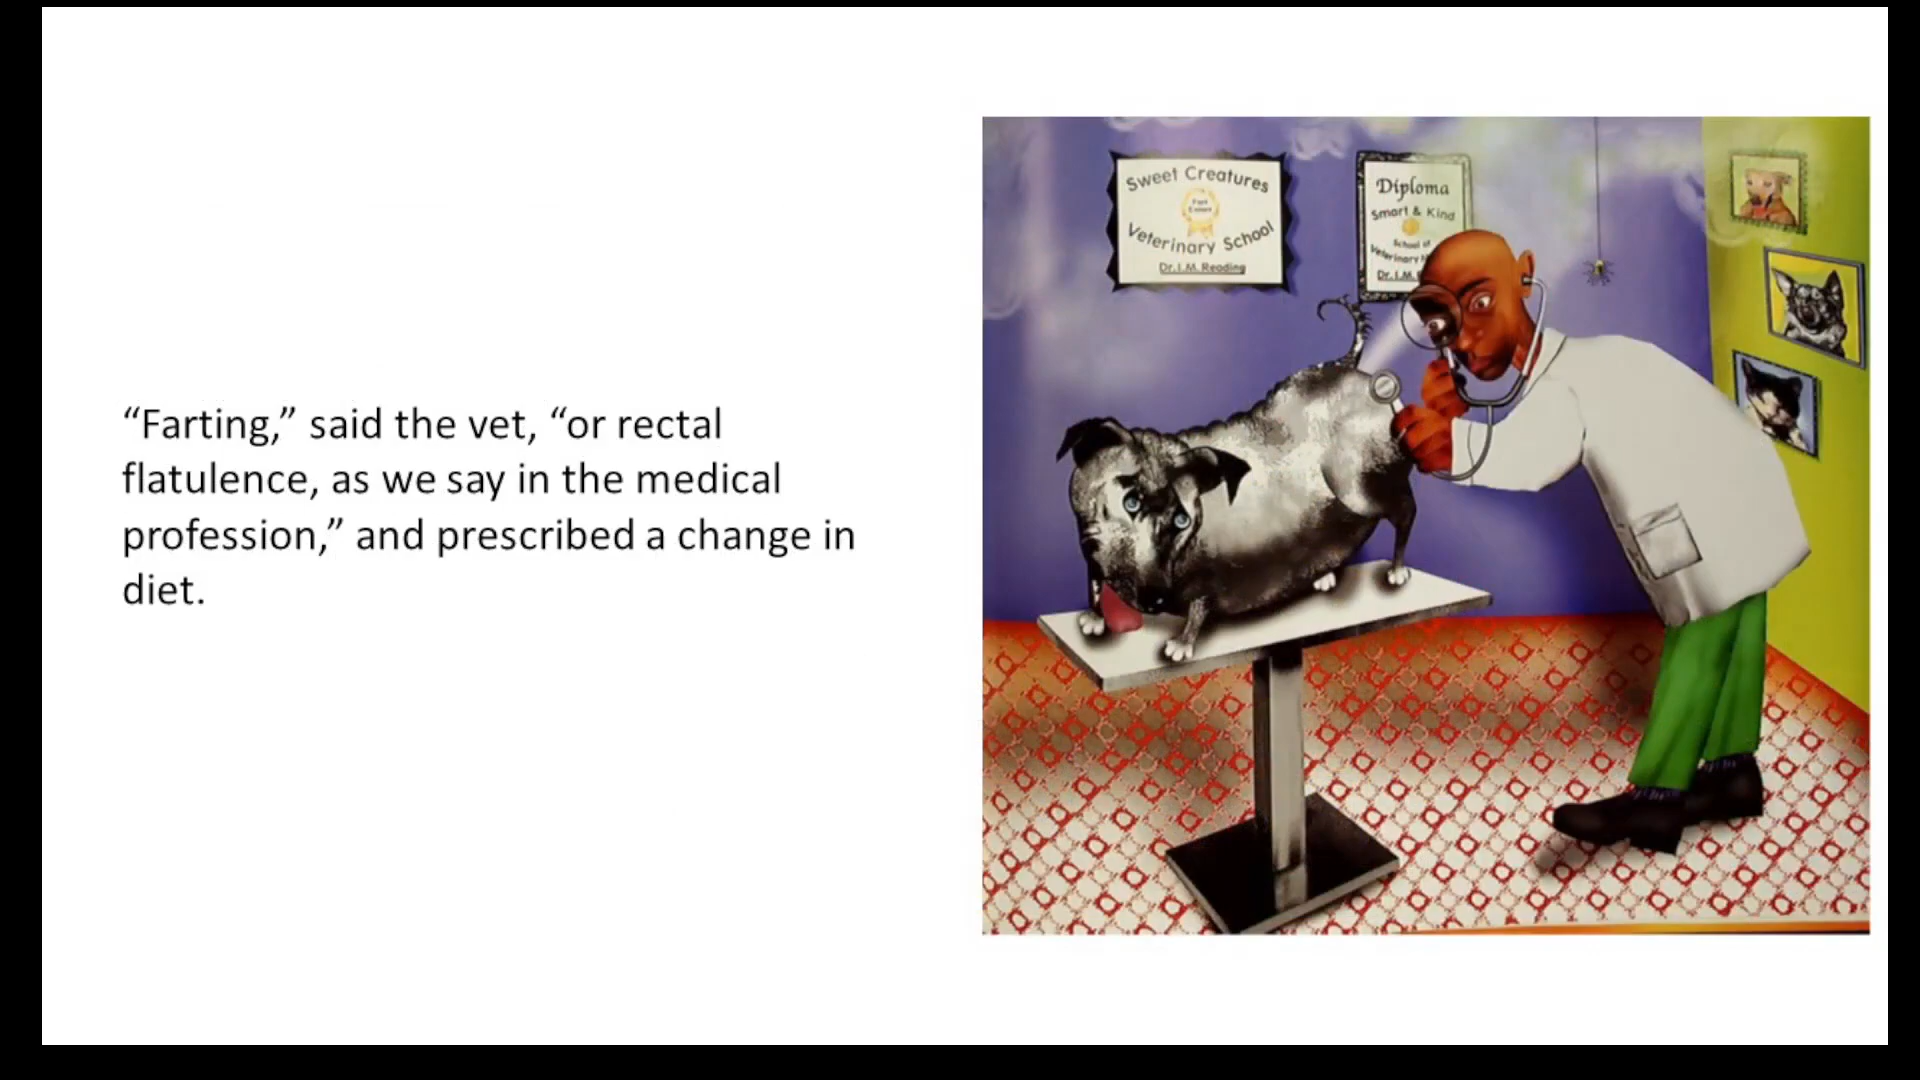 “Farting,” said the vet, “or rectal
flatulence, as we say in the medical
profession,” and prescribed a change in
diet.
Sweet Creatures
Veterinary School
Dr. I.M. Reading
Diploma
Smart & Kind
School of
Veterinary
Dr. I.M.